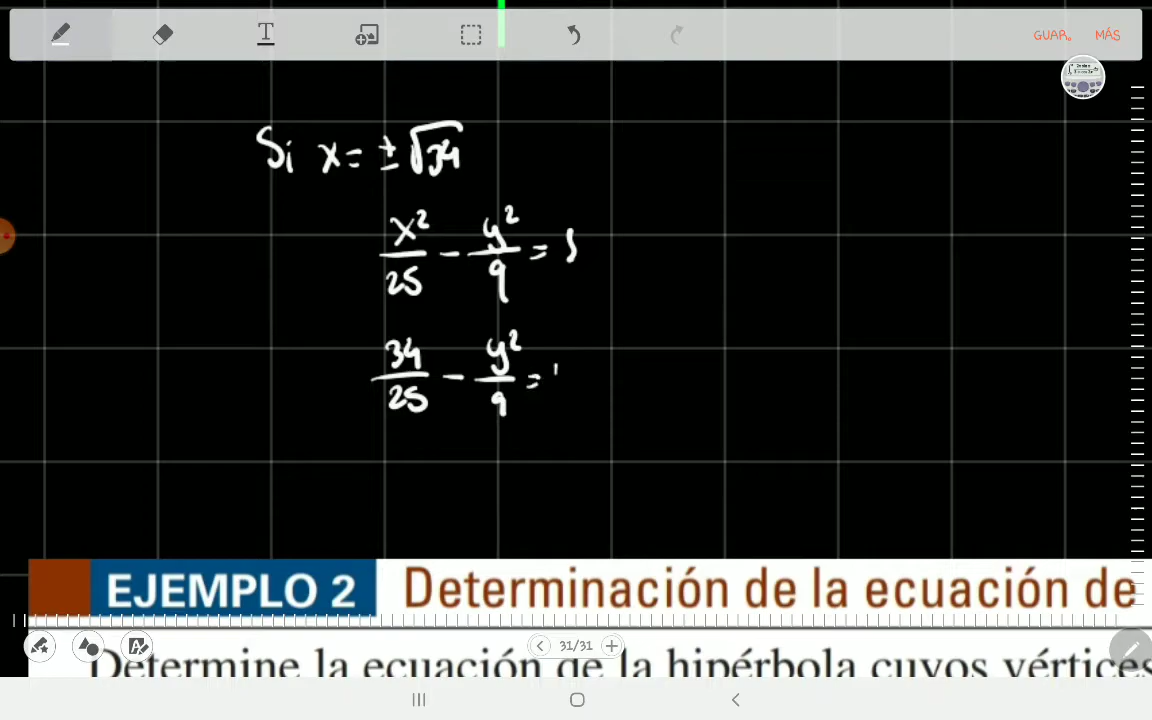 T GUAR. MÁS
Si x = ±√34
x²/25 - y²/9 = 1
34/25 - y²/9 =
EJEMPLO 2 Determinación de la ecuación de
31/31
Determine la ecuación de la hipérbola cuyos vértices